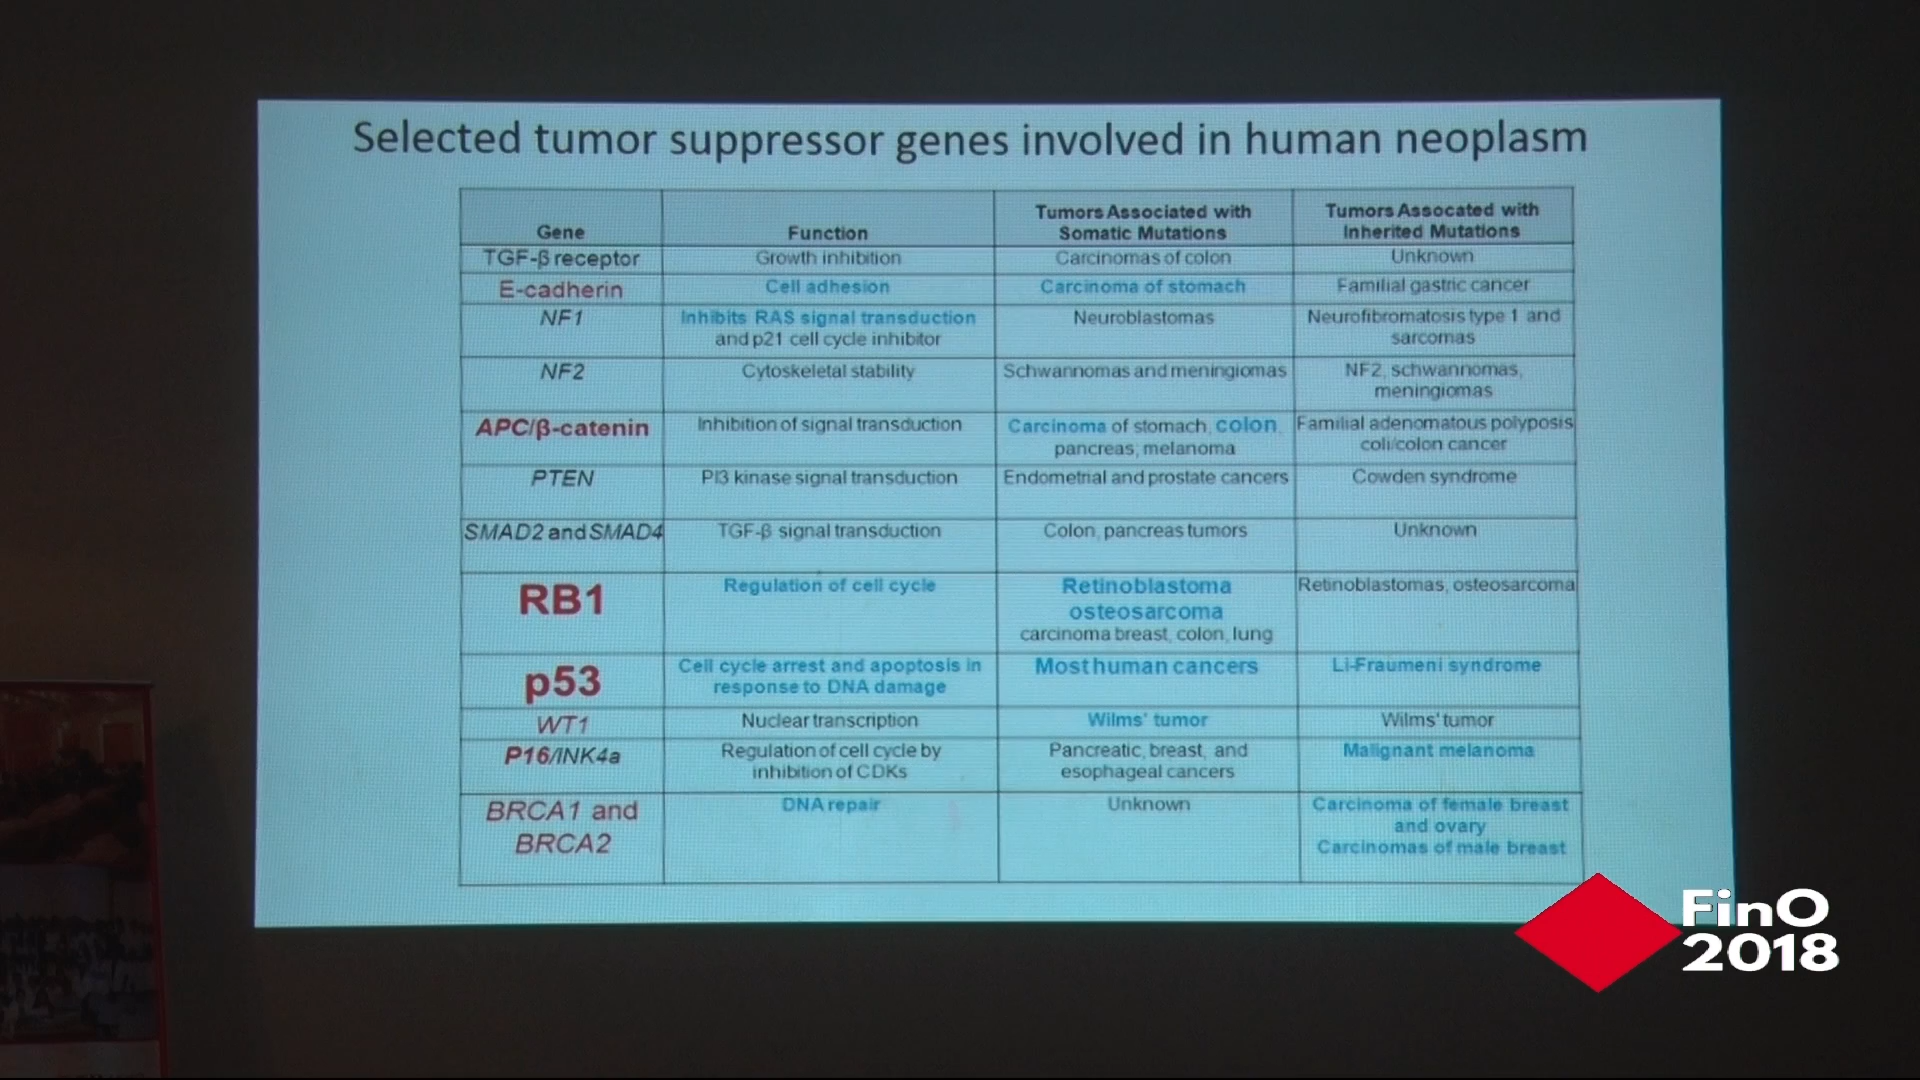 Selected tumor suppressor genes involved in human neoplasm
Gene
Function
Tumors Associated with
Somatic Mutations
Tumors Assocated with
Inherited Mutations
TGF-β receptor
Growth inhibition
Carcinomas of colon
Unknown
E-cadherin
Cell adhesion
Carcinoma of stomach
Familial gastric cancer
NF1
Inhibits RAS signal transduction
and p21 cell cycle inhibitor
Neuroblastomas
Neurofibromatosis type 1 and
sarcomas
NF2
Cytoskeletal stability
Schwannomas and meningiomas
NF2, schwannomas,
meningiomas
APC/β-catenin
Inhibition of signal transduction
Carcinoma of stomach, colon,
pancreas; melanoma
Familial adenomatous polyposis
coli/colon cancer
PTEN
PI3 kinase signal transduction
Endometrial and prostate cancers
Cowden syndrome
SMAD2 and SMAD4
TGF-β signal transduction
Colon, pancreas tumors
Unknown
RB1
Regulation of cell cycle
Retinoblastoma
osteosarcoma
carcinoma breast, colon, lung
Retinoblastomas, osteosarcoma
p53
Cell cycle arrest and apoptosis in
response to DNA damage
Most human cancers
Li-Fraumeni syndrome
WT1
Nuclear transcription
Wilms' tumor
Wilms' tumor
P16/INK4a
Regulation of cell cycle by
inhibition of CDKs
Pancreatic, breast, and
esophageal cancers
Malignant melanoma
BRCA1 and
BRCA2
DNA repair
Unknown
Carcinoma of female breast
and ovary
Carcinomas of male breast
FinO
2018